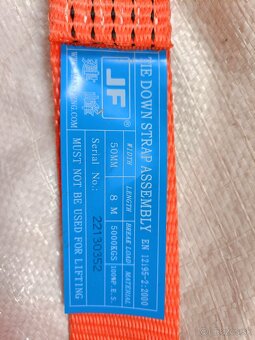 JF
TIE DOWN STRAP ASSEMBLY EN 12195-2:2000
WIDTH LENGTH BREAK LOAD MATERIAL
50MM 8 M 5000KGS 100%P.E.S.
Serial No.: 22130352
MUST NOT BE USED FOR LIFTING